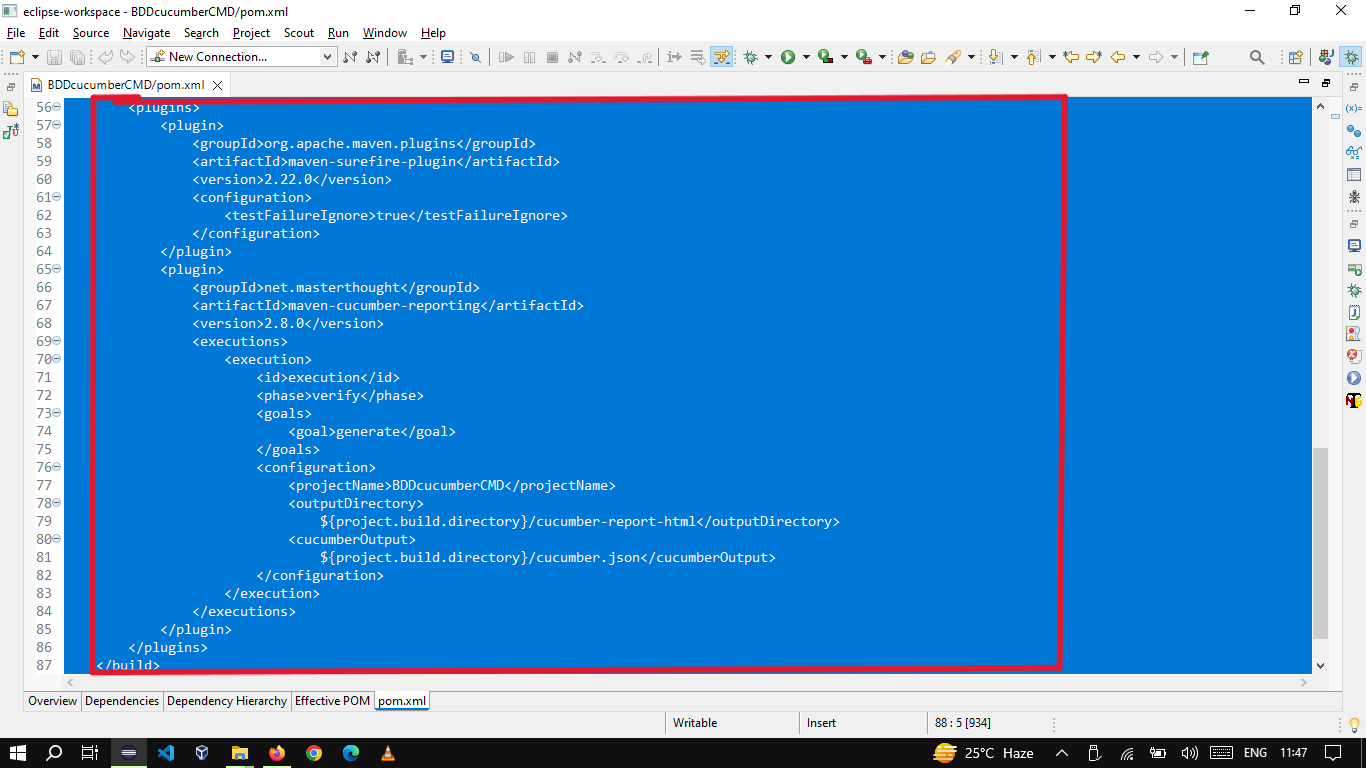 eclipse-workspace - BDDcucumberCMD/pom.xml
File Edit Source Navigate Search Project Scout Run Window Help
New Connection...
BDDcucumberCMD/pom.xml
56 <plugins>
57 <plugin>
58 <groupId>org.apache.maven.plugins</groupId>
59 <artifactId>maven-surefire-plugin</artifactId>
60 <version>2.22.0</version>
61 <configuration>
62 <testFailureIgnore>true</testFailureIgnore>
63 </configuration>
64 </plugin>
65 <plugin>
66 <groupId>net.masterthought</groupId>
67 <artifactId>maven-cucumber-reporting</artifactId>
68 <version>2.8.0</version>
69 <executions>
70 <execution>
71 <id>execution</id>
72 <phase>verify</phase>
73 <goals>
74 <goal>generate</goal>
75 </goals>
76 <configuration>
77 <projectName>BDDcucumberCMD</projectName>
78 <outputDirectory>
79 ${project.build.directory}/cucumber-report-html</outputDirectory>
80 <cucumberOutput>
81 ${project.build.directory}/cucumber.json</cucumberOutput>
82 </configuration>
83 </execution>
84 </executions>
85 </plugin>
86 </plugins>
87 </build>
Overview Dependencies Dependency Hierarchy Effective POM pom.xml
Writable Insert 88 : 5 [934]
25°C Haze ENG 11:47